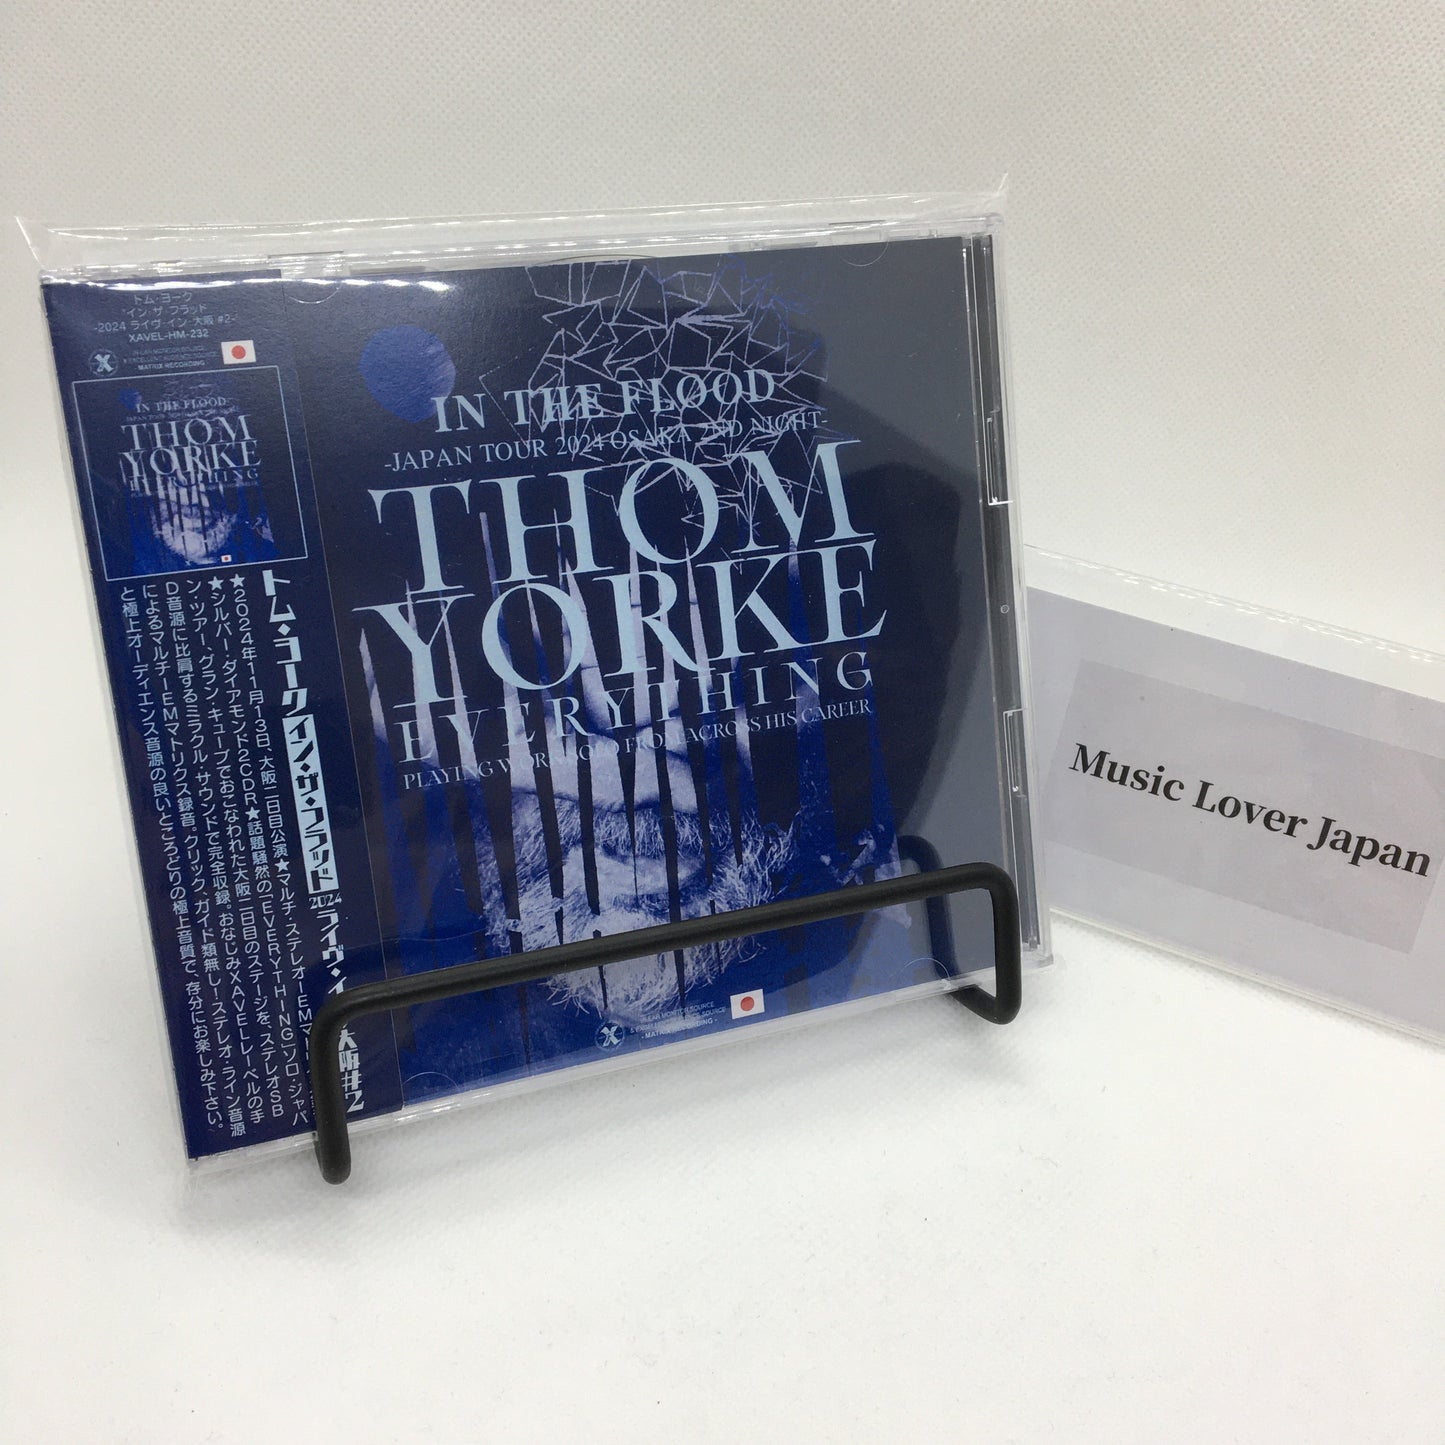 トム・ヨーク
"イン・ザ・フラッド
-2024 ライヴ・イン・大阪 #2-"
XAVEL-HM-232
MATRIX RECORDING
IN THE FLOOD
THOM
YORKE
EVERYTHING
トム・ヨーク イン・ザ・フラッド 2024 ライヴ・イ 大阪#2
★2024年11月13日、大阪二日目公演★マルチ・ステレオIEMマト
★シルバー・ダイアモンド2CDR★話題騒然の「EVERYTHING」ソロ・ジャパ
ン・ツアー、グラン・キューブでおこなわれた大阪二日目のステージを、ステレオSB
D音源に比肩するミラクル・サウンドで完全収録。おなじみXAVELレーベルの手
によるマルチIEMマトリクス録音。クリック、ガイド類無し!ステレオ・ライン音源
と極上オーディエンス音源の良いところどりの極上音質で、存分にお楽しみ下さい。
IN THE FLOOD
-JAPAN TOUR 2024 OSAKA 2ND NIGHT-
THOM
YORKE
EVERYTHING
PLAYING WORK SOLO FROM ACROSS HIS CAREER
X
MONITOR SOURCE
SOURCE
- MATRIX RECORDING -
Music Lover Japan